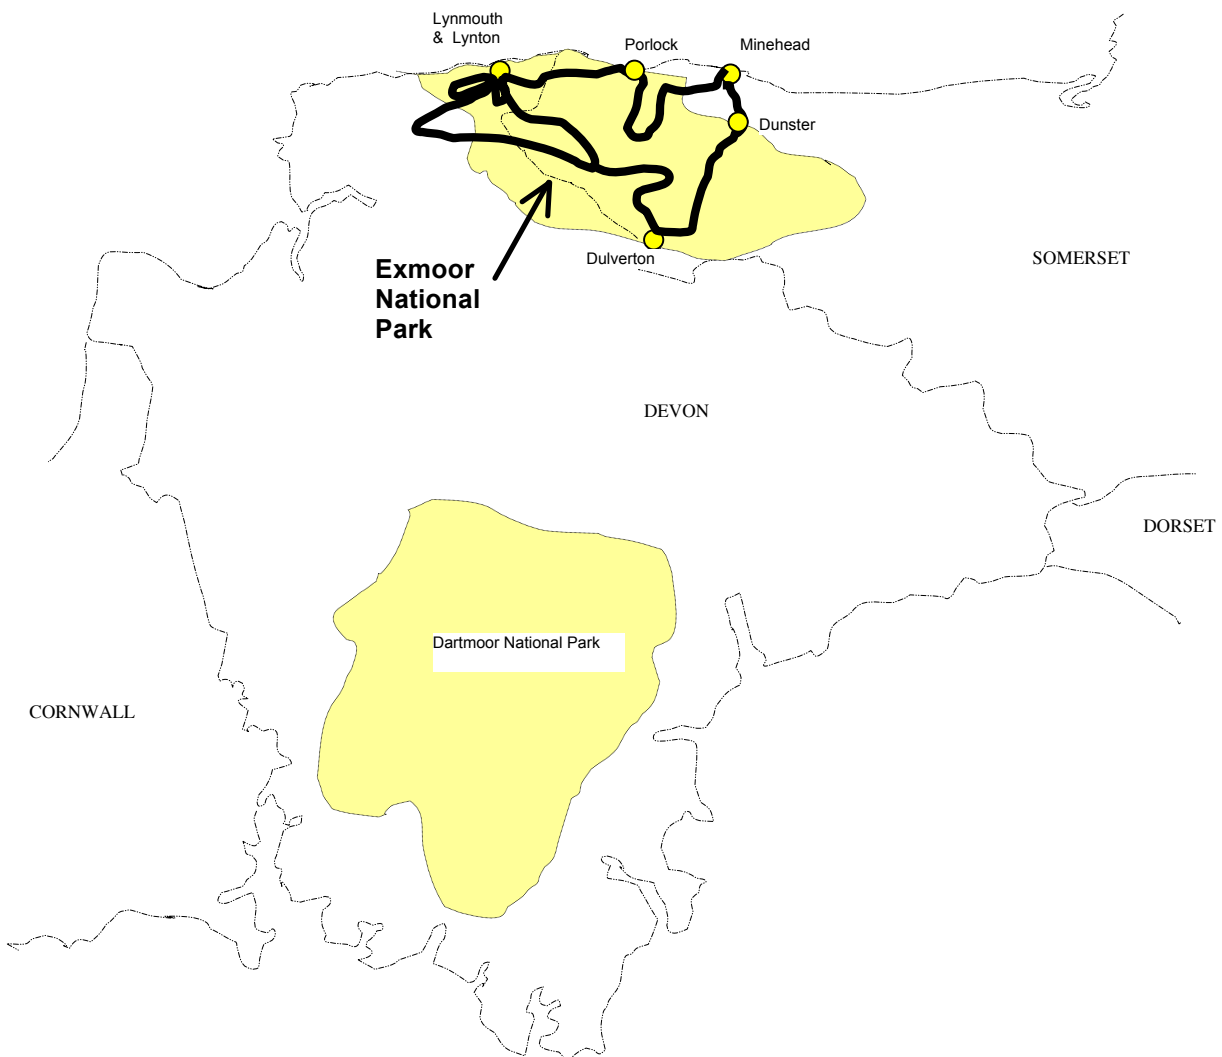 Lynmouth
& Lynton
Porlock
Minehead
Dunster
Dulverton
SOMERSET
Exmoor
National
Park
DEVON
DORSET
Dartmoor National Park
CORNWALL